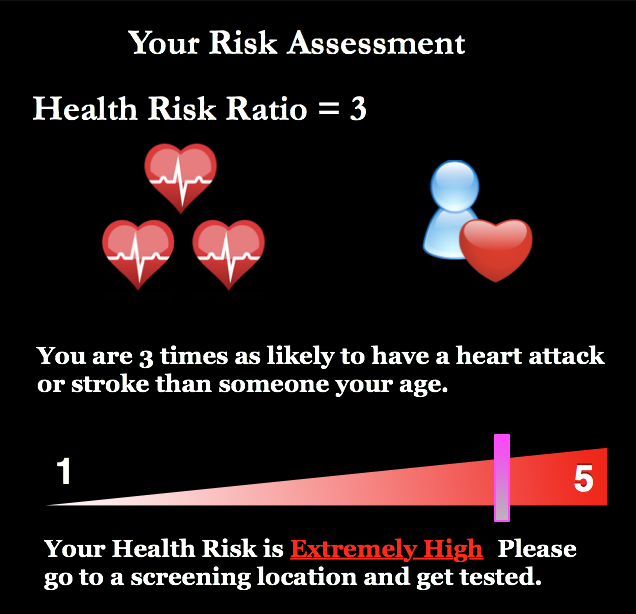 Your Risk Assessment
Health Risk Ratio = 3
You are 3 times as likely to have a heart attack
or stroke than someone your age.
1
5
Your Health Risk is Extremely High Please
go to a screening location and get tested.